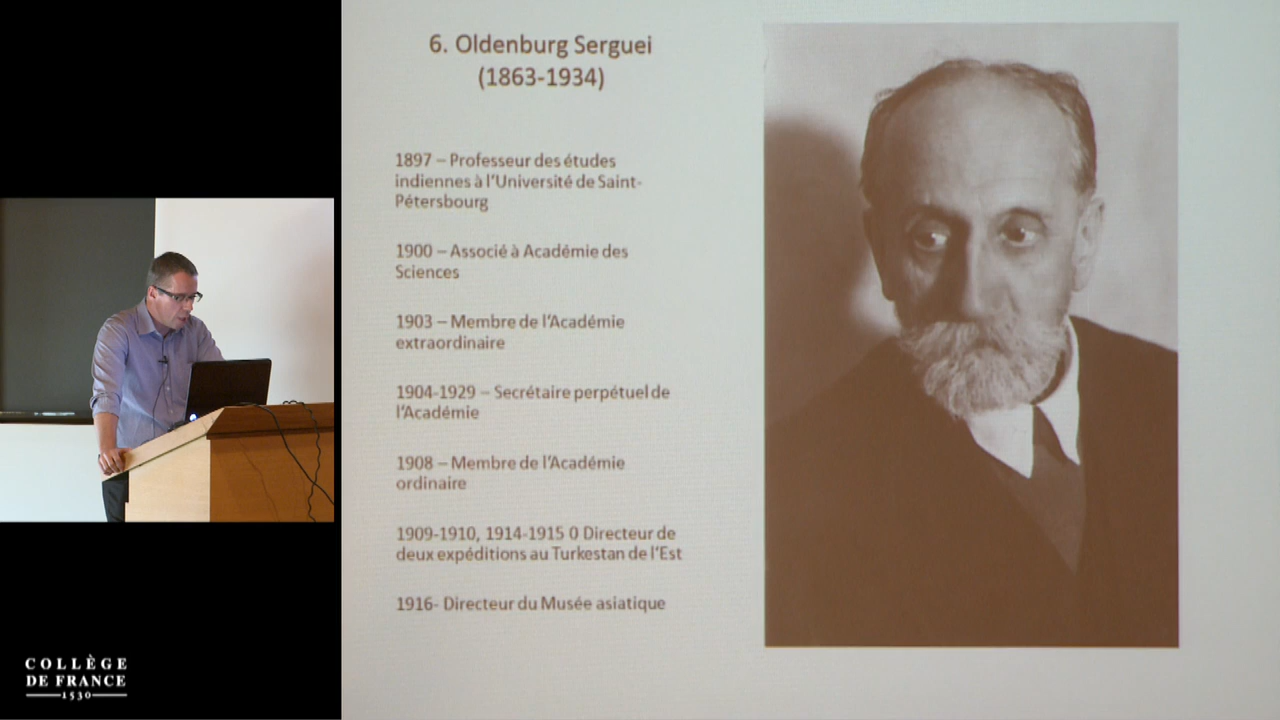 6. Oldenburg Serguei
(1863-1934)
1897 – Professeur des études
indiennes à l'Université de Saint-
Pétersbourg
1900 – Associé à Académie des
Sciences
1903 – Membre de l'Académie
extraordinaire
1904-1929 – Secrétaire perpétuel de
l'Académie
1908 – Membre de l'Académie
ordinaire
1909-1910, 1914-1915 0 Directeur de
deux expéditions au Turkestan de l'Est
1916- Directeur du Musée asiatique
COLLÈGE
DE FRANCE
1530